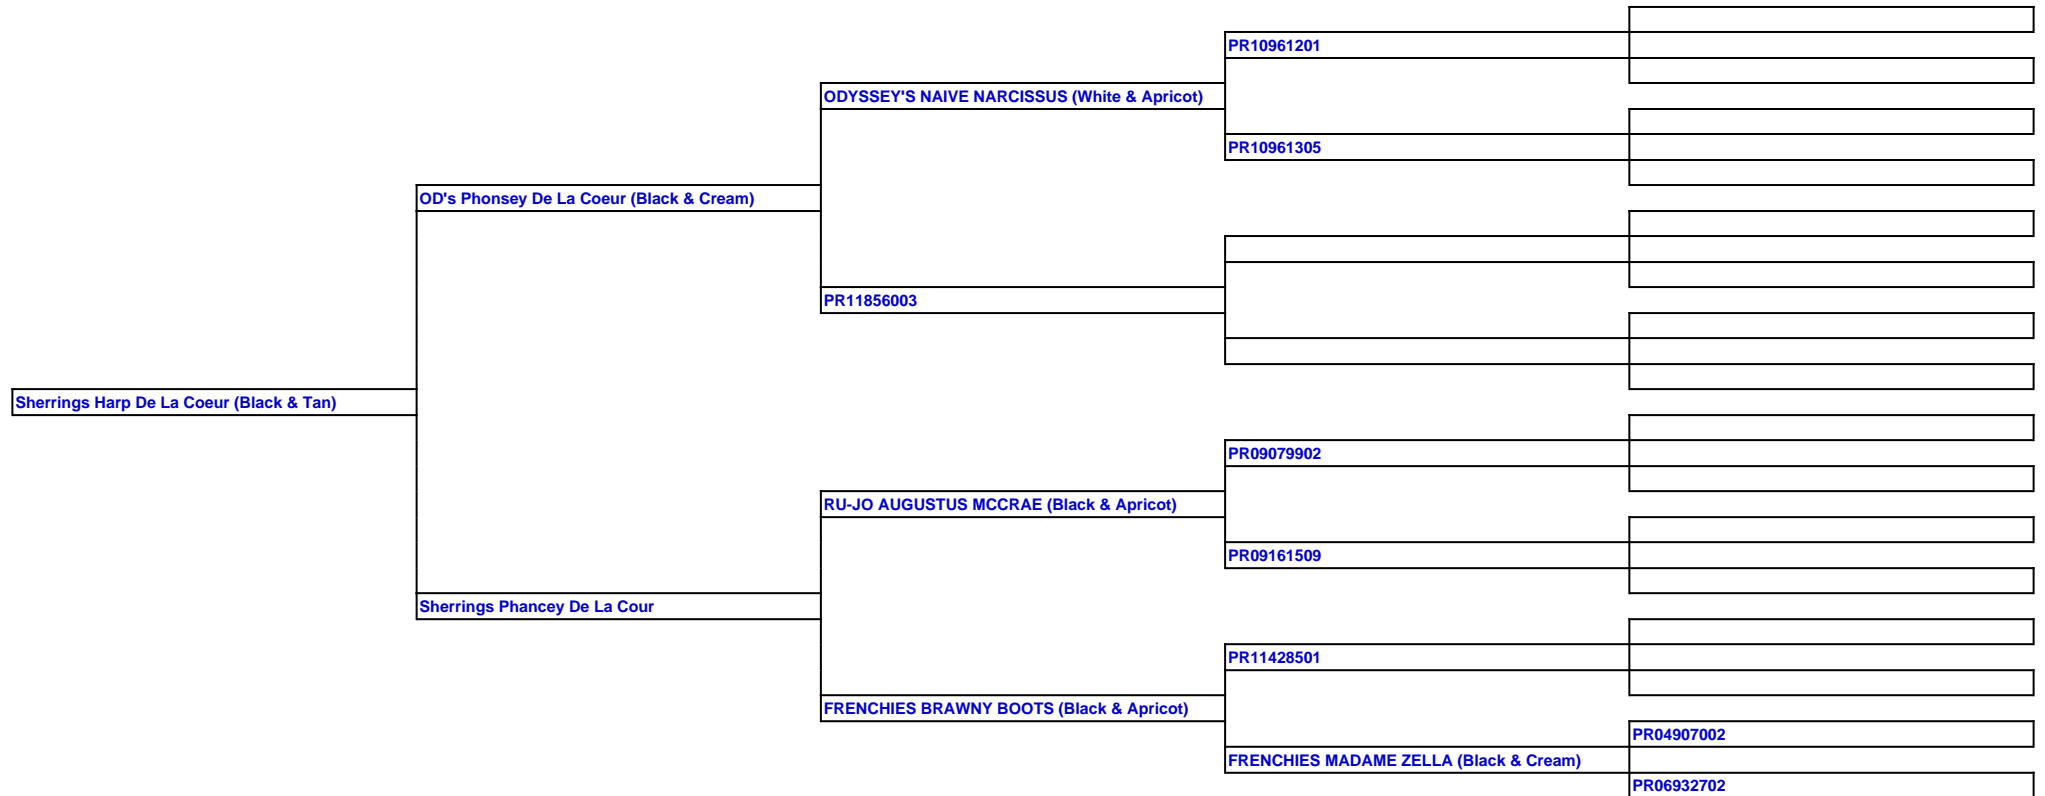 PR10961201
ODYSSEY'S NAIVE NARCISSUS (White & Apricot)
PR10961305
OD's Phonsey De La Coeur (Black & Cream)
PR11856003
Sherrings Harp De La Coeur (Black & Tan)
PR09079902
RU-JO AUGUSTUS MCCRAE (Black & Apricot)
PR09161509
Sherrings Phancey De La Cour
PR11428501
FRENCHIES BRAWNY BOOTS (Black & Apricot)
PR04907002
FRENCHIES MADAME ZELLA (Black & Cream)
PR06932702